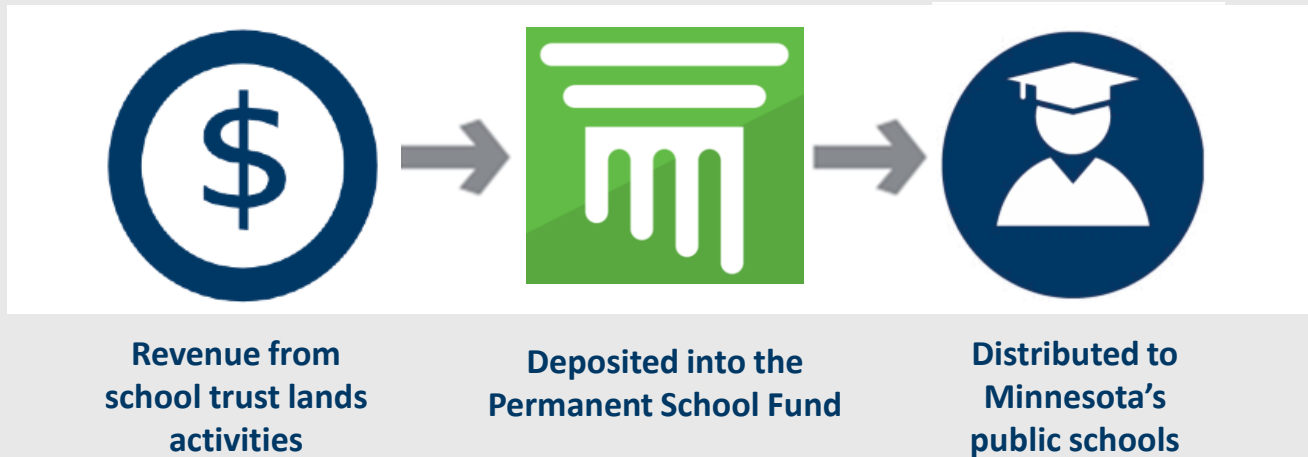 $
Revenue from
school trust lands
activities
Deposited into the
Permanent School Fund
Distributed to
Minnesota’s
public schools